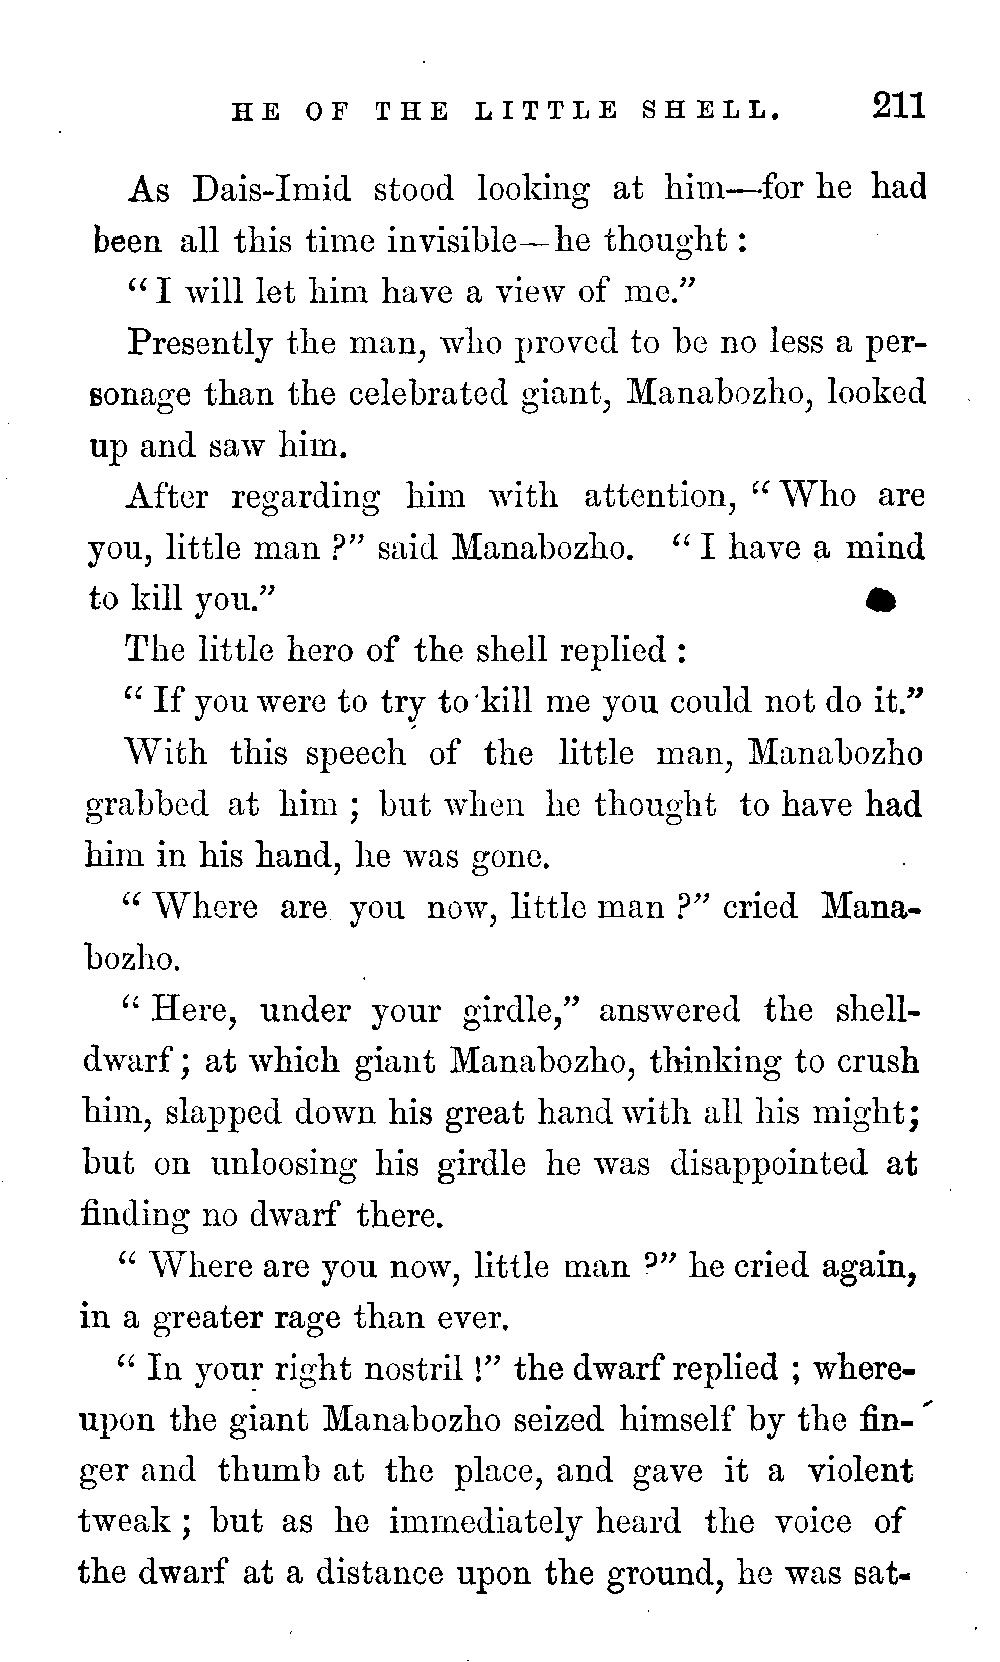 HE OF THE LITTLE SHELL. 211
As Dais-Imid stood looking at him—for he had
been all this time invisible—he thought :
“ I will let him have a view of me.”
Presently the man, who proved to be no less a per-
sonage than the celebrated giant, Manabozho, looked
up and saw him.
After regarding him with attention, “ Who are
you, little man ?” said Manabozho. “ I have a mind
to kill you.”
The little hero of the shell replied :
“ If you were to try to kill me you could not do it.”
With this speech of the little man, Manabozho
grabbed at him ; but when he thought to have had
him in his hand, he was gone.
“ Where are you now, little man ?” cried Mana-
bozho.
“ Here, under your girdle,” answered the shell-
dwarf ; at which giant Manabozho, thinking to crush
him, slapped down his great hand with all his might;
but on unloosing his girdle he was disappointed at
finding no dwarf there.
“ Where are you now, little man ?” he cried again,
in a greater rage than ever.
“ In your right nostril !” the dwarf replied ; where-
upon the giant Manabozho seized himself by the fin-
ger and thumb at the place, and gave it a violent
tweak ; but as he immediately heard the voice of
the dwarf at a distance upon the ground, he was sat-